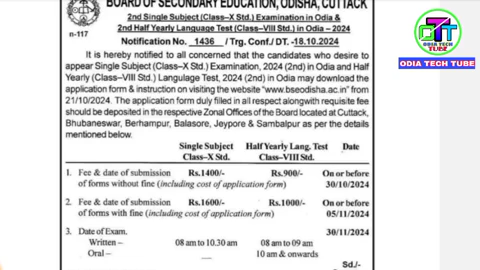 BOARD OF SECONDARY EDUCATION, ODISHA, CUTTACK
2nd Single Subject (Class–X Std.) Examination in Odia &
2nd Half Yearly Language Test (Class–VIII Std.) in Odia – 2024
n-117
Notification No. 1436 / Trg. Conf./ DT. -18.10.2024
It is hereby notified to all concerned that the candidates who desire to
appear Single Subject (Class–X Std.) Examination, 2024 (2nd) in Odia and Half
Yearly (Class–VIII Std.) Langulage Test, 2024 (2nd) in Odia may download the
application form & instruction on visiting the website "www.bseodisha.ac.in" from
21/10/2024. The application form duly filled in all respect alongwith requisite fee
should be deposited in the respective Zonal Offices of the Board located at Cuttack,
Bhubaneswar, Berhampur, Balasore, Jeypore & Sambalpur as per the details
mentioned below.
Single Subject Half Yearly Lang. Test Date
Class–X Std. Class–VIII Std.
1. Fee & date of submission Rs.1400/- Rs.900/- On or before
of forms without fine (including cost of application form) 30/10/2024
2. Fee & date of submission Rs.1600/- Rs.1000/- On or before
of forms with fine (including cost of application form) 05/11/2024
3. Date of Exam. 30/11/2024
Written – 08 am to 10.30 am 08 am to 09 am
Oral – — 10 am & onwards
Sd./-
ODIA TECH
TUBE
ODIA TECH TUBE